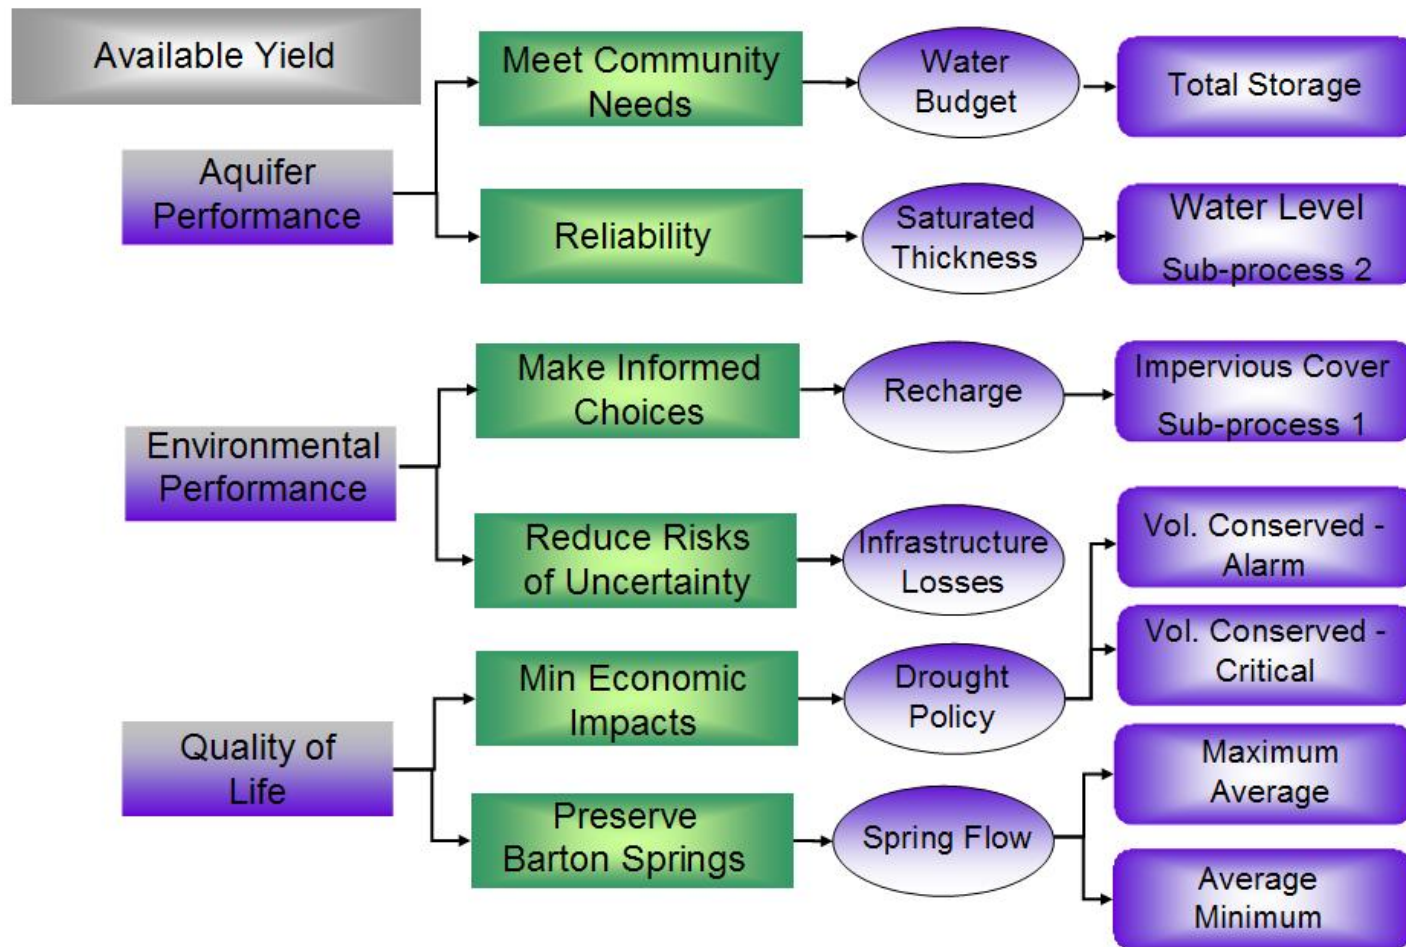 Available Yield
Meet Community
Needs
Water
Budget
Total Storage
Aquifer
Performance
Reliability
Saturated
Thickness
Water Level
Sub-process 2
Make Informed
Choices
Recharge
Impervious Cover
Sub-process 1
Environmental
Performance
Reduce Risks
of Uncertainty
Infrastructure
Losses
Vol. Conserved -
Alarm
Min Economic
Impacts
Drought
Policy
Vol. Conserved -
Critical
Quality of
Life
Maximum
Average
Preserve
Barton Springs
Spring Flow
Average
Minimum